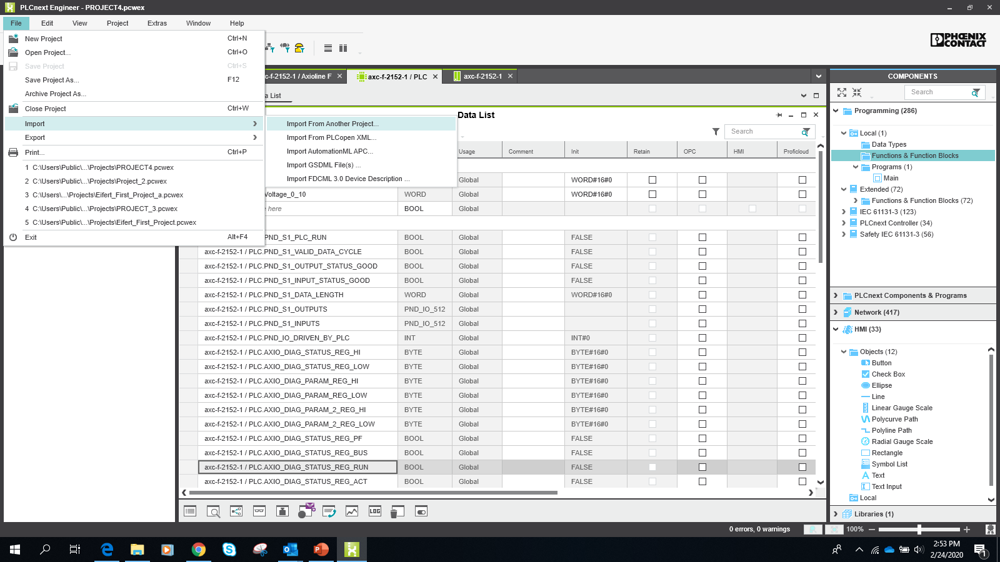 PLCnext Engineer - PROJECT4.pcwex
File Edit View Project Extras Window Help
PHŒNIX CONTACT
New Project Ctrl+N
Open Project... Ctrl+O
Save Project Ctrl+S
Save Project As... F12
Archive Project As...
Close Project Ctrl+W
Import
Export
Print... Ctrl+P
1 C:\Users\Public\...\Projects\PROJECT4.pcwex
2 C:\Users\Public\...\Projects\Project_2.pcwex
3 C:\Users\...\Projects\Eifert_First_Project_a.pcwex
4 C:\Users\Public\...\Projects\PROJECT_3.pcwex
5 C:\Users\Public\...\Projects\Eifert_First_Project.pcwex
Exit Alt+F4
Import From Another Project...
Import From PLCopen XML...
Import AutomationML APC...
Import GSDML File(s) ...
Import FDCML 3.0 Device Description ...
xc-f-2152-1 / Axioline F axc-f-2152-1 / PLC axc-f-2152-1
a List
Data List
Search
Usage Comment Init Retain OPC HMI Proficloud
Global WORD#16#0
Voltage_0_10 WORD Global WORD#16#0
here BOOL Global
PND_S1_PLC_RUN BOOL Global FALSE
axc-f-2152-1 / PLC.PND_S1_VALID_DATA_CYCLE BOOL Global FALSE
axc-f-2152-1 / PLC.PND_S1_OUTPUT_STATUS_GOOD BOOL Global FALSE
axc-f-2152-1 / PLC.PND_S1_INPUT_STATUS_GOOD BOOL Global FALSE
axc-f-2152-1 / PLC.PND_S1_DATA_LENGTH WORD Global WORD#16#0
axc-f-2152-1 / PLC.PND_S1_OUTPUTS PND_IO_512 Global
axc-f-2152-1 / PLC.PND_S1_INPUTS PND_IO_512 Global
axc-f-2152-1 / PLC.PND_IO_DRIVEN_BY_PLC INT Global INT#0
axc-f-2152-1 / PLC.AXIO_DIAG_STATUS_REG_HI BYTE Global BYTE#16#0
axc-f-2152-1 / PLC.AXIO_DIAG_STATUS_REG_LOW BYTE Global BYTE#16#0
axc-f-2152-1 / PLC.AXIO_DIAG_PARAM_REG_HI BYTE Global BYTE#16#0
axc-f-2152-1 / PLC.AXIO_DIAG_PARAM_REG_LOW BYTE Global BYTE#16#0
axc-f-2152-1 / PLC.AXIO_DIAG_PARAM_2_REG_HI BYTE Global BYTE#16#0
axc-f-2152-1 / PLC.AXIO_DIAG_PARAM_2_REG_LOW BYTE Global BYTE#16#0
axc-f-2152-1 / PLC.AXIO_DIAG_STATUS_REG_PF BOOL Global FALSE
axc-f-2152-1 / PLC.AXIO_DIAG_STATUS_REG_BUS BOOL Global FALSE
axc-f-2152-1 / PLC.AXIO_DIAG_STATUS_REG_RUN BOOL Global FALSE
axc-f-2152-1 / PLC.AXIO_DIAG_STATUS_REG_ACT BOOL Global FALSE
LOG
COMPONENTS
Search
Programming (286)
Local (1)
Data Types
Functions & Function Blocks
Programs (1)
Main
Extended (72)
Functions & Function Blocks (72)
IEC 61131-3 (123)
PLCnext Controller (34)
Safety IEC 61131-3 (56)
PLCnext Components & Programs
Network (417)
HMI (33)
Objects (12)
Button
Check Box
Ellipse
Line
Linear Gauge Scale
Polycurve Path
Polyline Path
Radial Gauge Scale
Rectangle
Symbol List
Text
Text Input
Local
Libraries (1)
0 errors, 0 warnings 100%
2:53 PM
2/24/2020
1